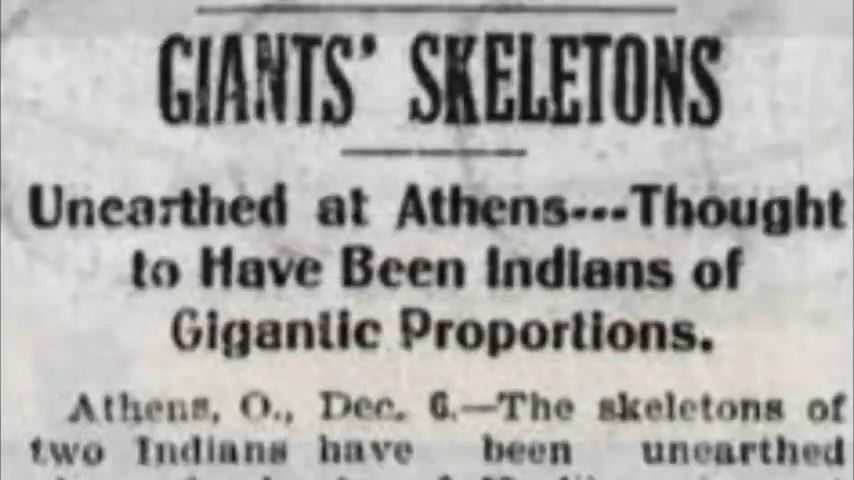 GIANTS' SKELETONS
Unearthed at Athens---Thought
to Have Been Indians of
Gigantic Proportions.
Athens, O., Dec. 6.—The skeletons of
two Indians have been unearthed